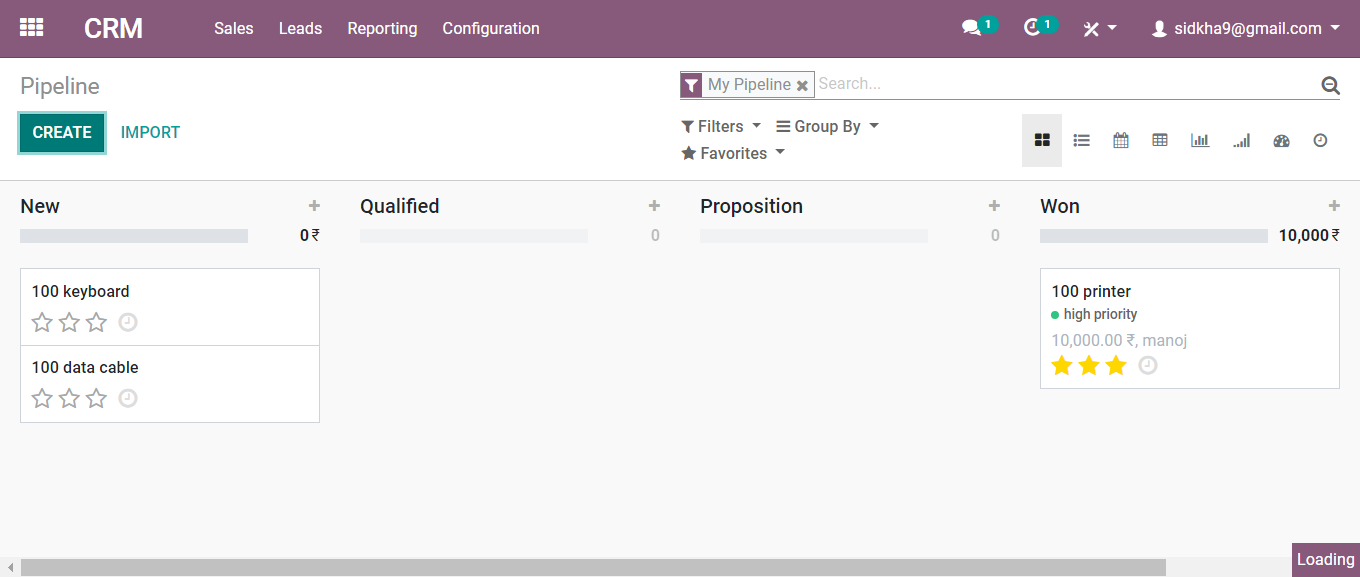 CRM Sales Leads Reporting Configuration 1 1 sidkha9@gmail.com
Pipeline
My Pipeline Search...
CREATE IMPORT
Filters Group By
Favorites
New
0 ₹
100 keyboard
100 data cable
Qualified
0
Proposition
0
Won
10,000 ₹
100 printer
high priority
10,000.00 ₹, manoj
Loading